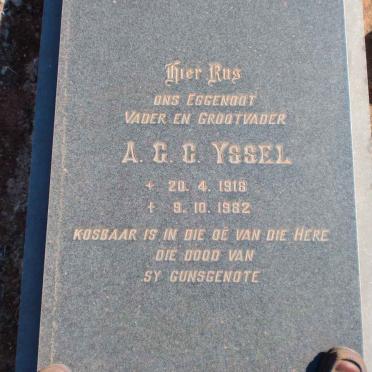 Hier Rus
ONS EGGENOOT
VADER EN GROOTVADER
A. G. G. YSSEL
+ 20. 4. 1918
+ 9. 10. 1982
KOSBAAR IS IN DIE OË VAN DIE HERE
DIE DOOD VAN
SY GUNSGENOTE